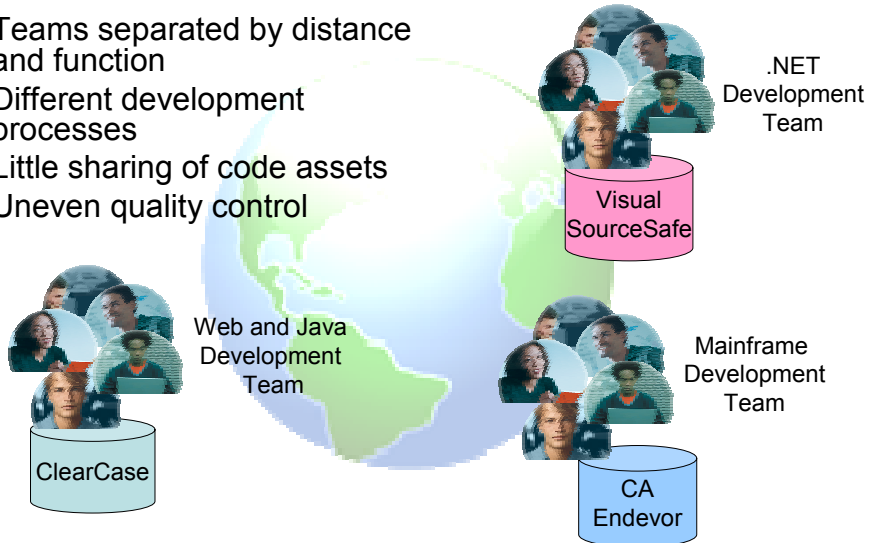 Teams separated by distance
and function
Different development
processes
Little sharing of code assets
Uneven quality control
.NET
Development
Team
Visual
SourceSafe
Web and Java
Development
Team
ClearCase
Mainframe
Development
Team
CA
Endevor